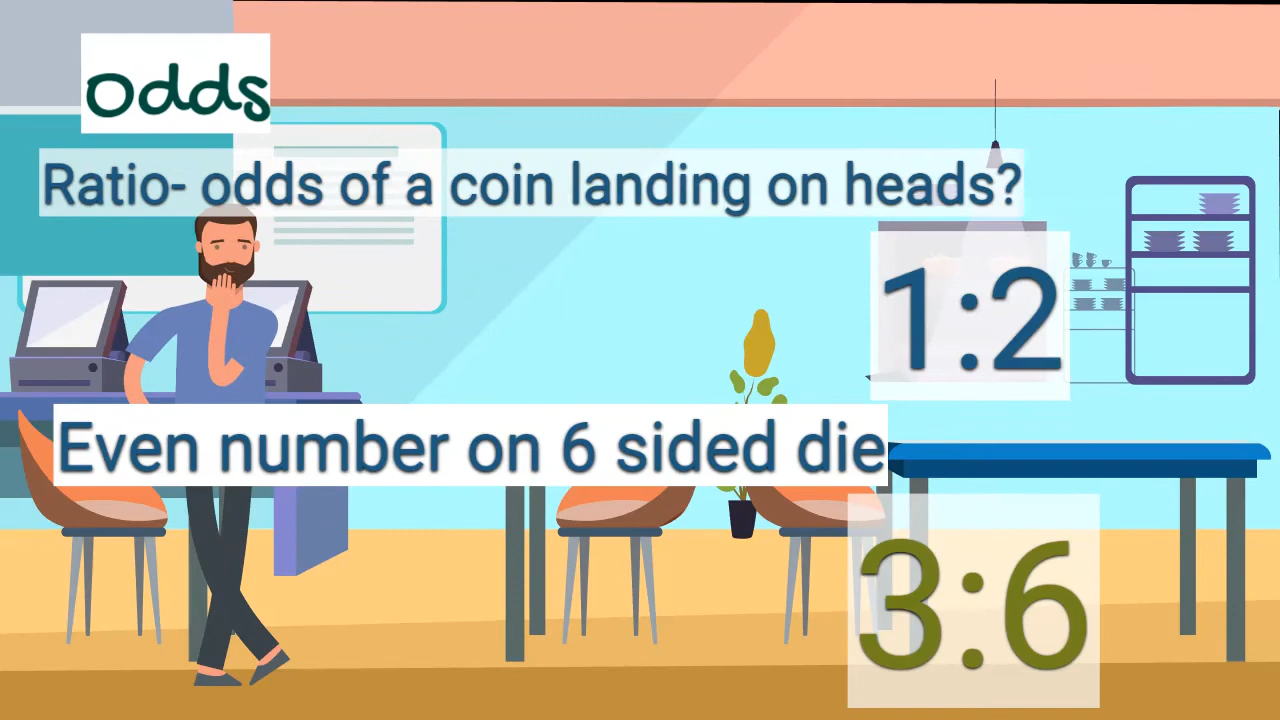 Odds
Ratio- odds of a coin landing on heads?
1:2
Even number on 6 sided die
3:6